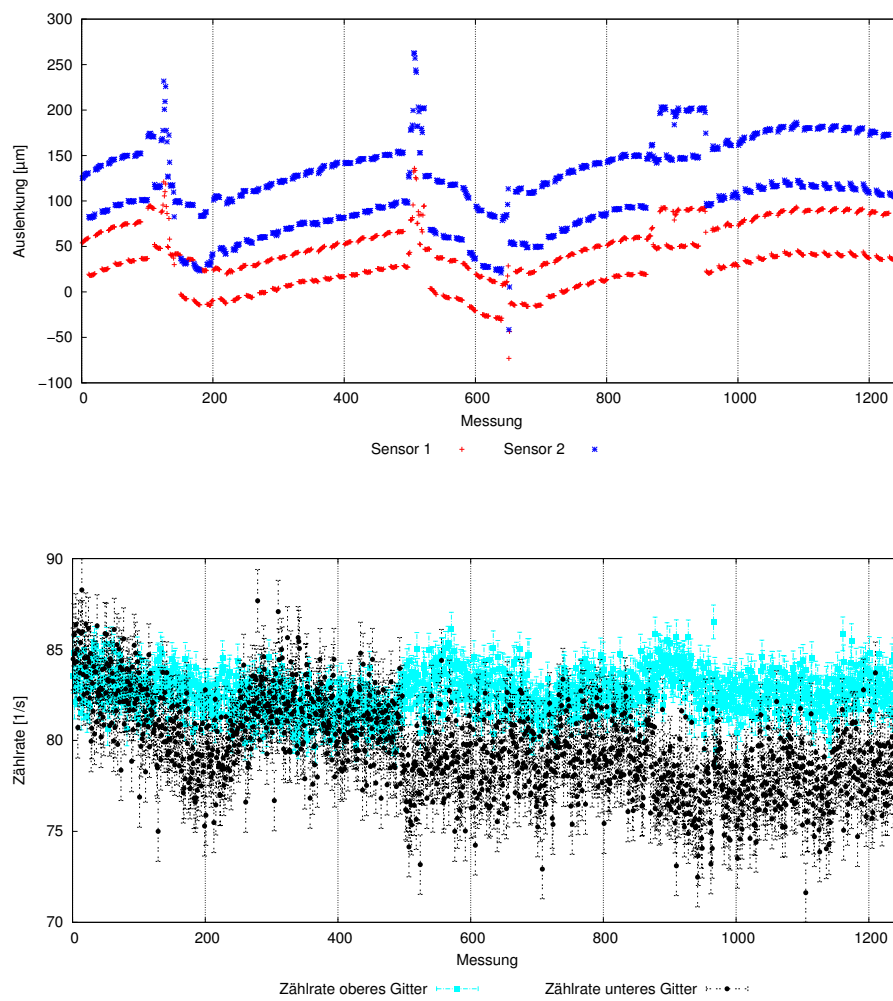 300
250
200
150
100
50
0
−50
−100
Auslenkung [µm]
0 200 400 600 800 1000 1200
Messung
Sensor 1 Sensor 2
90
85
80
75
70
Zählrate [1/s]
0 200 400 600 800 1000 1200
Messung
Zählrate oberes Gitter Zählrate unteres Gitter